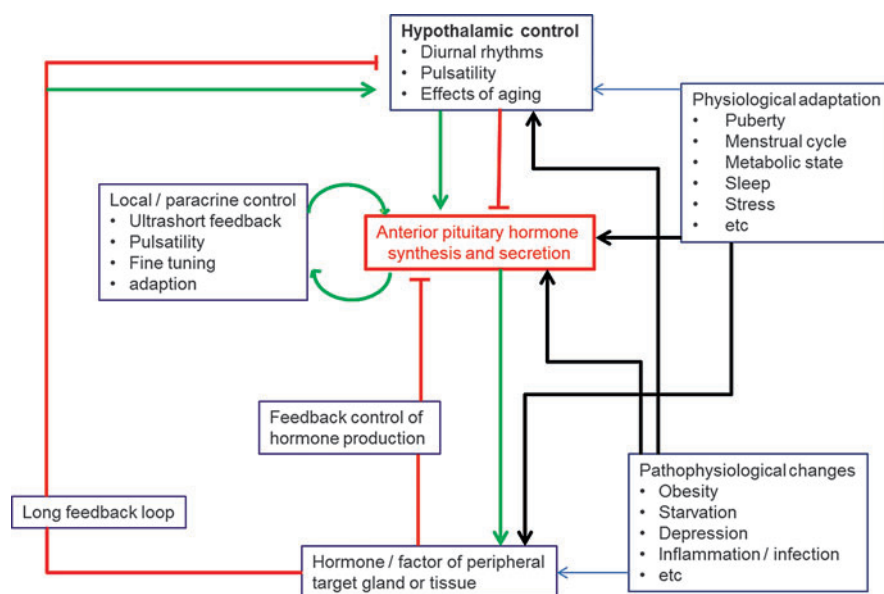 Hypothalamic control
• Diurnal rhythms
• Pulsatility
• Effects of aging
Physiological adaptation
• Puberty
• Menstrual cycle
• Metabolic state
• Sleep
• Stress
• etc
Local / paracrine control
• Ultrashort feedback
• Pulsatility
• Fine tuning
• adaption
Anterior pituitary hormone
synthesis and secretion
Feedback control of
hormone production
Pathophysiological changes
• Obesity
• Starvation
• Depression
• Inflammation / infection
• etc
Long feedback loop
Hormone / factor of peripheral
target gland or tissue